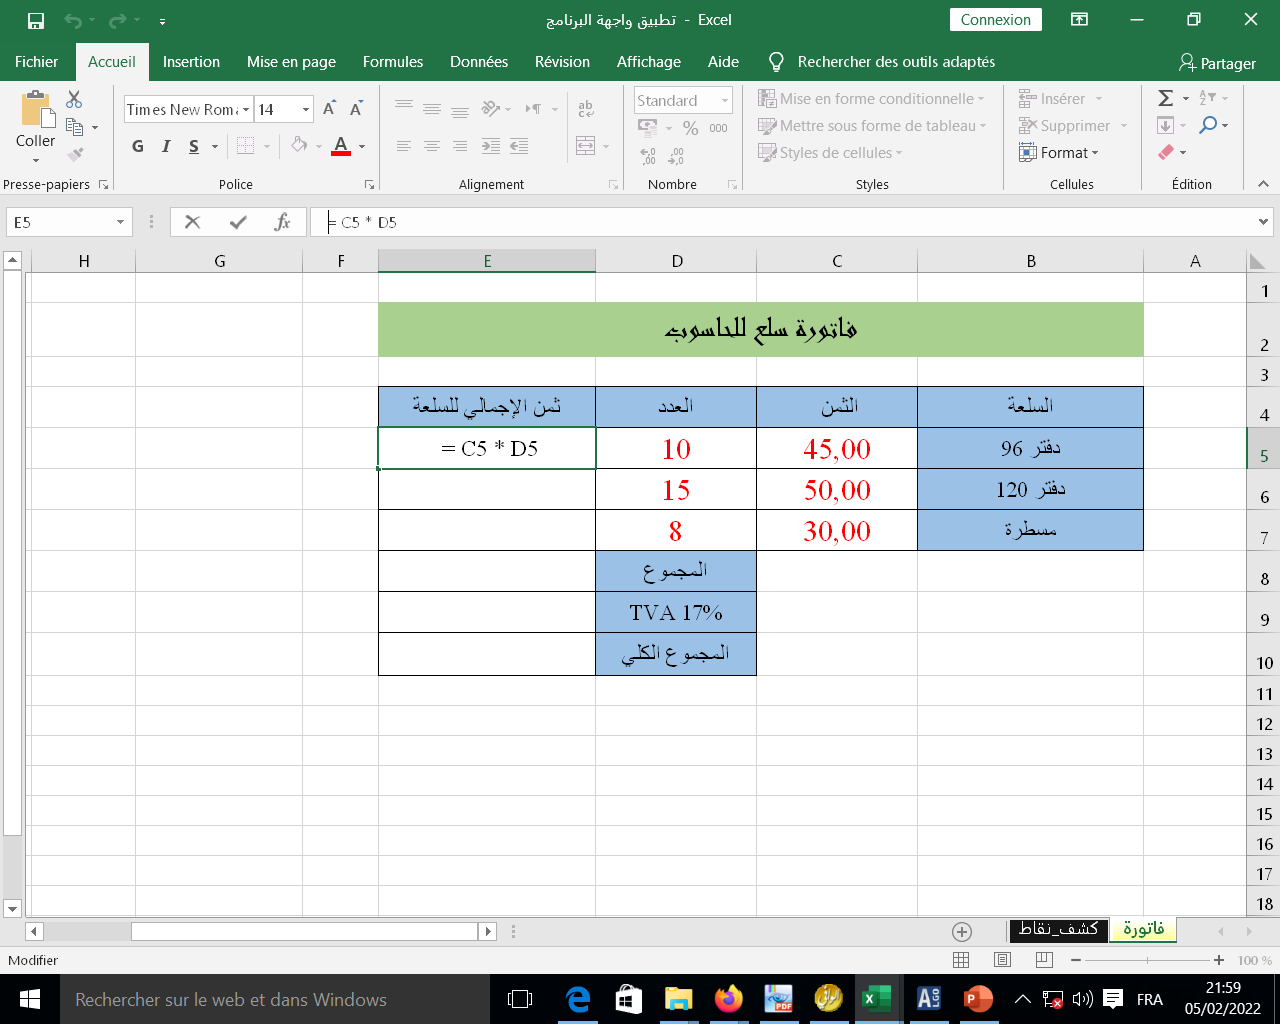 تطبيق واجهة البرنامج - Excel
Connexion
Fichier Accueil Insertion Mise en page Formules Données Révision Affichage Aide Rechercher des outils adaptés Partager
Coller
Times New Roma 14
G I S A
ab
Standard
% 000
Mise en forme conditionnelle
Mettre sous forme de tableau
Styles de cellules
Insérer
Supprimer
Format
Presse-papiers Police Alignement Nombre Styles Cellules Édition
E5 fx = C5 * D5
H G F E D C B A
1
فاتورة سلع للحاسوب 2
3
السلعة الثمن العدد ثمن الإجمالي للسلعة 4
دفتر 96 45,00 10 = C5 * D5 5
دفتر 120 50,00 15 6
مسطرة 30,00 8 7
المجموع 8
TVA 17% 9
المجموع الكلي 10
11
12
13
14
15
16
17
18
فاتورة كشف_نقاط
Modifier 100 %
Rechercher sur le web et dans Windows
FRA
21:59
05/02/2022